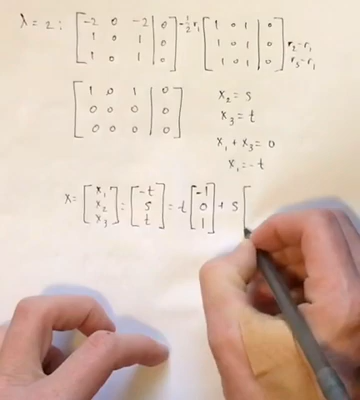 λ = 2 : [ -2 0 -2 | 0 ] -½ r₁ [ 1 0 1 | 0 ]
[ 1 0 1 | 0 ] [ 1 0 1 | 0 ] r₂-r₁
[ 1 0 1 | 0 ] [ 1 0 1 | 0 ] r₃-r₁
[ 1 0 1 | 0 ] x₂ = s
[ 0 0 0 | 0 ] x₃ = t
[ 0 0 0 | 0 ] x₁ + x₃ = 0
x₁ = -t
x = [ x₁ ] = [ -t ] = t [ -1 ] + s [
[ x₂ ] [ s ] [ 0 ]
[ x₃ ] [ t ] [ 1 ]